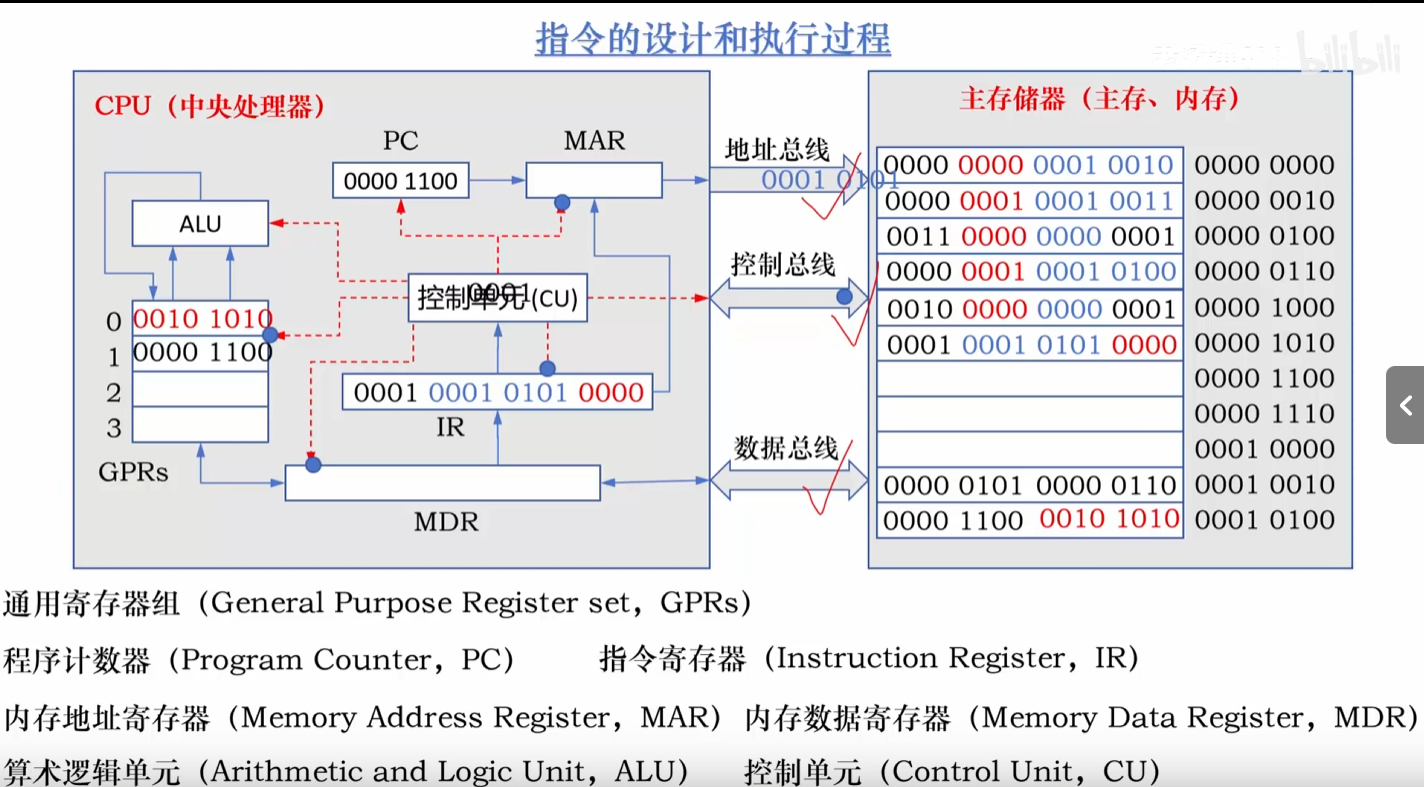 指令的设计和执行过程
bilibili
CPU（中央处理器）
主存储器（主存、内存）
PC
MAR
地址总线
0000 1100
0001 0101
0000 0000 0001 0010 0000 0000
0000 0001 0001 0011 0000 0010
ALU
0011 0000 0000 0001 0000 0100
控制总线
0000 0001 0001 0100 0000 0110
控制单元(CU)
0001
0 0010 1010
0010 0000 0000 0001 0000 1000
1 0000 1100
0001 0001 0101 0000 0000 1010
2
0001 0001 0101 0000
0000 1100
3
IR
0000 1110
数据总线
0001 0000
GPRs
0000 0101 0000 0110 0001 0010
MDR
0000 1100 0010 1010 0001 0100
通用寄存器组（General Purpose Register set，GPRs）
程序计数器（Program Counter，PC） 指令寄存器（Instruction Register，IR）
内存地址寄存器（Memory Address Register，MAR）内存数据寄存器（Memory Data Register，MDR）
算术逻辑单元（Arithmetic and Logic Unit，ALU） 控制单元（Control Unit，CU）